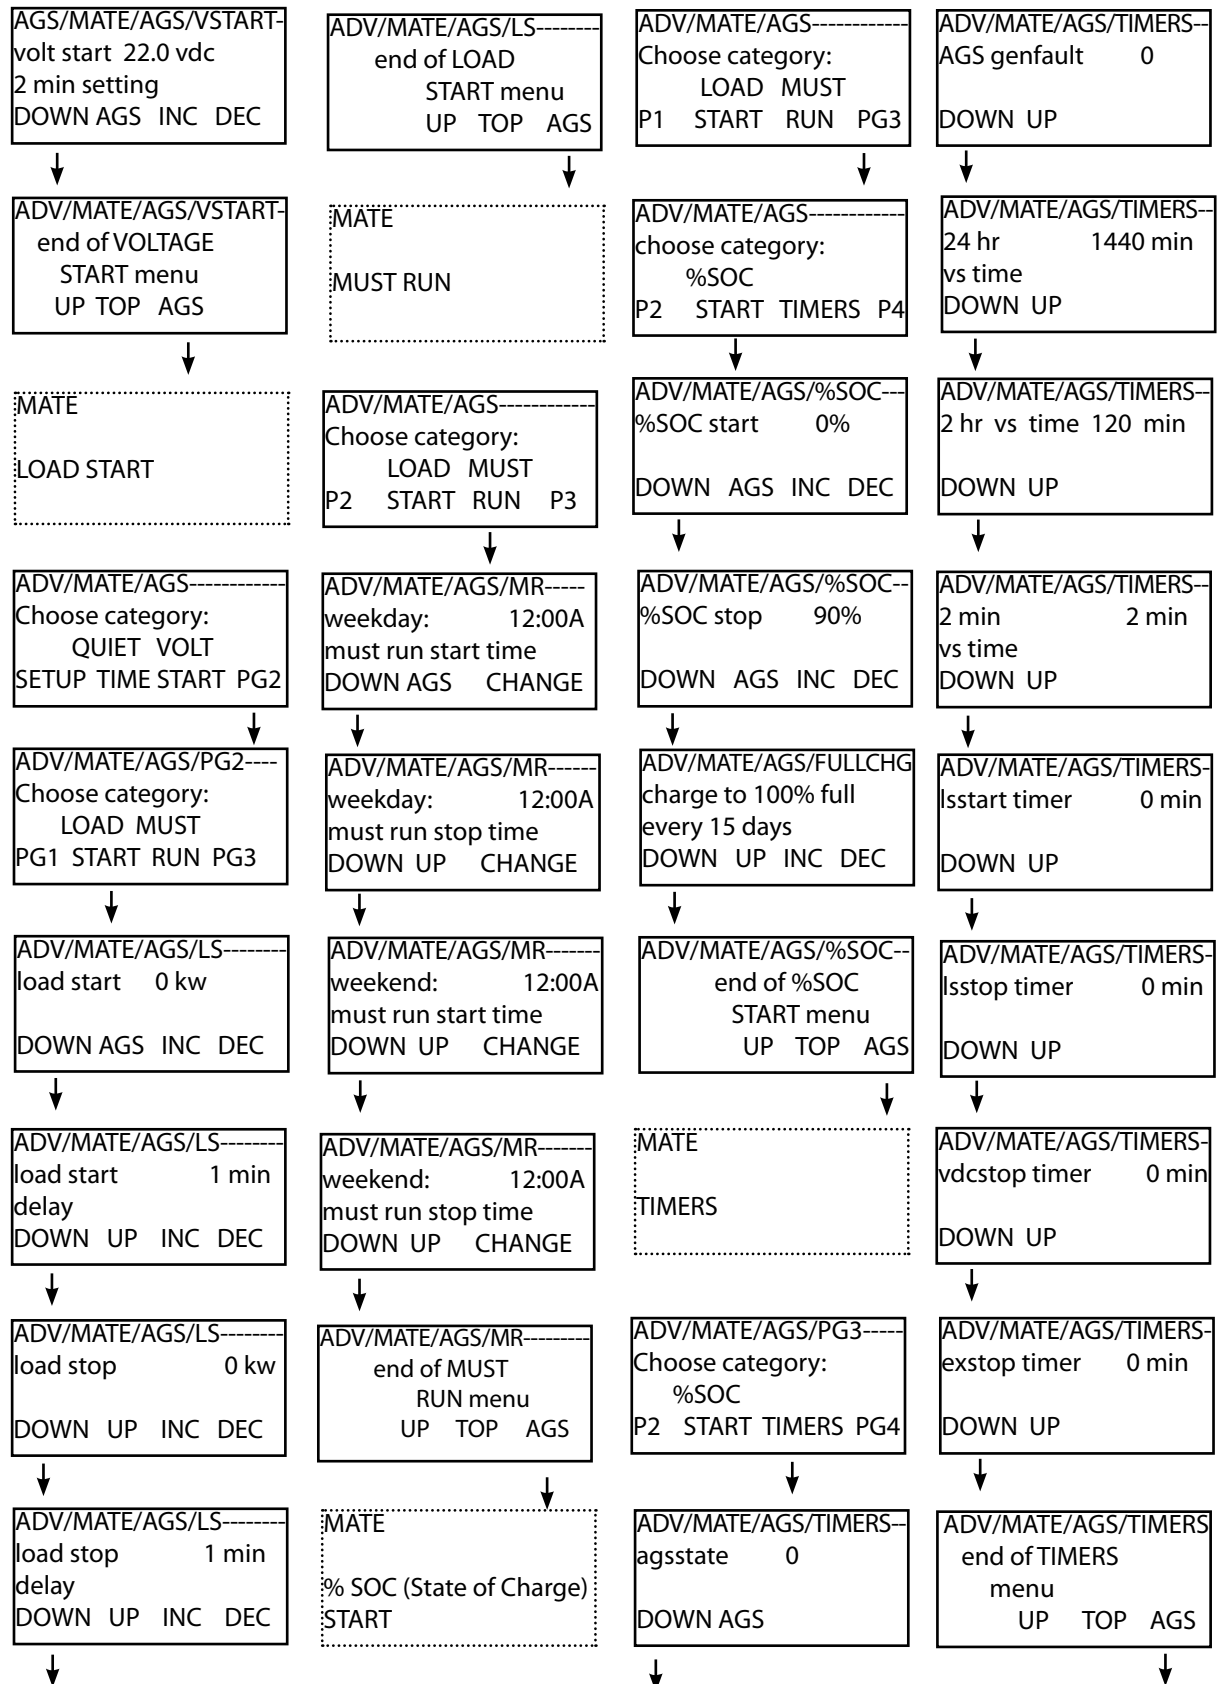 AGS/MATE/AGS/VSTART-
volt start 22.0 vdc
2 min setting
DOWN AGS INC DEC
ADV/MATE/AGS/VSTART-
end of VOLTAGE
START menu
UP TOP AGS
MATE
LOAD START
ADV/MATE/AGS------------
Choose category:
QUIET VOLT
SETUP TIME START PG2
ADV/MATE/AGS/PG2----
Choose category:
LOAD MUST
PG1 START RUN PG3
ADV/MATE/AGS/LS--------
load start 0 kw
DOWN AGS INC DEC
ADV/MATE/AGS/LS--------
load start 1 min
delay
DOWN UP INC DEC
ADV/MATE/AGS/LS--------
load stop 0 kw
DOWN UP INC DEC
ADV/MATE/AGS/LS--------
load stop 1 min
delay
DOWN UP INC DEC
ADV/MATE/AGS/LS--------
end of LOAD
START menu
UP TOP AGS
MATE
MUST RUN
ADV/MATE/AGS------------
Choose category:
LOAD MUST
P2 START RUN P3
ADV/MATE/AGS/MR-----
weekday: 12:00A
must run start time
DOWN AGS CHANGE
ADV/MATE/AGS/MR------
weekday: 12:00A
must run stop time
DOWN UP CHANGE
ADV/MATE/AGS/MR-------
weekend: 12:00A
must run start time
DOWN UP CHANGE
ADV/MATE/AGS/MR-------
weekend: 12:00A
must run stop time
DOWN UP CHANGE
ADV/MATE/AGS/MR---------
end of MUST
RUN menu
UP TOP AGS
MATE
% SOC (State of Charge)
START
ADV/MATE/AGS------------
Choose category:
LOAD MUST
P1 START RUN PG3
ADV/MATE/AGS------------
choose category:
%SOC
P2 START TIMERS P4
ADV/MATE/AGS/%SOC---
%SOC start 0%
DOWN AGS INC DEC
ADV/MATE/AGS/%SOC--
%SOC stop 90%
DOWN AGS INC DEC
ADV/MATE/AGS/FULLCHG
charge to 100% full
every 15 days
DOWN UP INC DEC
ADV/MATE/AGS/%SOC--
end of %SOC
START menu
UP TOP AGS
MATE
TIMERS
ADV/MATE/AGS/PG3-----
Choose category:
%SOC
P2 START TIMERS PG4
ADV/MATE/AGS/TIMERS--
agsstate 0
DOWN AGS
ADV/MATE/AGS/TIMERS--
AGS genfault 0
DOWN UP
ADV/MATE/AGS/TIMERS--
24 hr 1440 min
vs time
DOWN UP
ADV/MATE/AGS/TIMERS--
2 hr vs time 120 min
DOWN UP
ADV/MATE/AGS/TIMERS--
2 min 2 min
vs time
DOWN UP
ADV/MATE/AGS/TIMERS-
lsstart timer 0 min
DOWN UP
ADV/MATE/AGS/TIMERS-
lsstop timer 0 min
DOWN UP
ADV/MATE/AGS/TIMERS-
vdcstop timer 0 min
DOWN UP
ADV/MATE/AGS/TIMERS-
exstop timer 0 min
DOWN UP
ADV/MATE/AGS/TIMERS
end of TIMERS
menu
UP TOP AGS